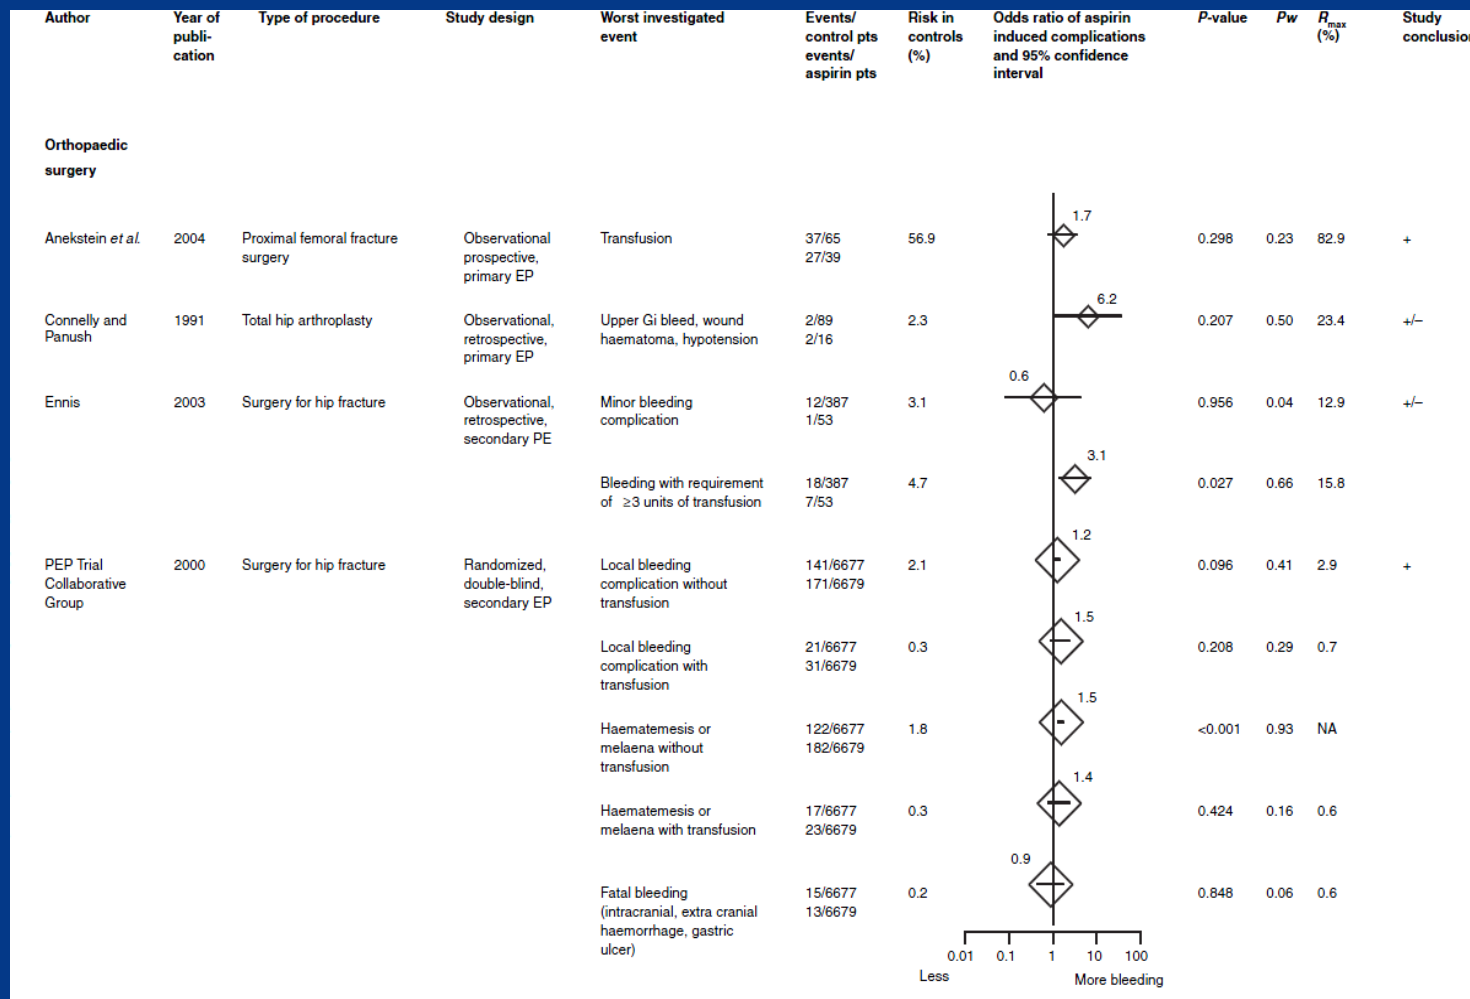 Author Year of publi-cation Type of procedure Study design Worst investigated event Events/ control pts events/ aspirin pts Risk in controls (%) Odds ratio of aspirin induced complications and 95% confidence interval P-value Pw Rmax (%) Study conclusion
Orthopaedic
surgery
1.7
Anekstein et al. 2004 Proximal femoral fracture Observational Transfusion 37/65 56.9 0.298 0.23 82.9 +
surgery prospective, 27/39
primary EP
6.2
Connelly and 1991 Total hip arthroplasty Observational, Upper Gi bleed, wound 2/89 2.3 0.207 0.50 23.4 +/–
Panush retrospective, haematoma, hypotension 2/16
primary EP
0.6
Ennis 2003 Surgery for hip fracture Observational, Minor bleeding 12/387 3.1 0.956 0.04 12.9 +/–
retrospective, complication 1/53
secondary PE
3.1
Bleeding with requirement 18/387 4.7 0.027 0.66 15.8
of ≥3 units of transfusion 7/53
1.2
PEP Trial 2000 Surgery for hip fracture Randomized, Local bleeding 141/6677 2.1 0.096 0.41 2.9 +
Collaborative double-blind, complication without 171/6679
Group secondary EP transfusion
1.5
Local bleeding 21/6677 0.3 0.208 0.29 0.7
complication with 31/6679
transfusion
1.5
Haematemesis or 122/6677 1.8 <0.001 0.93 NA
melaena without 182/6679
transfusion
1.4
Haematemesis or 17/6677 0.3 0.424 0.16 0.6
melaena with transfusion 23/6679
0.9
Fatal bleeding 15/6677 0.2 0.848 0.06 0.6
(intracranial, extra cranial 13/6679
haemorrhage, gastric
ulcer)
0.01 0.1 1 10 100
Less More bleeding